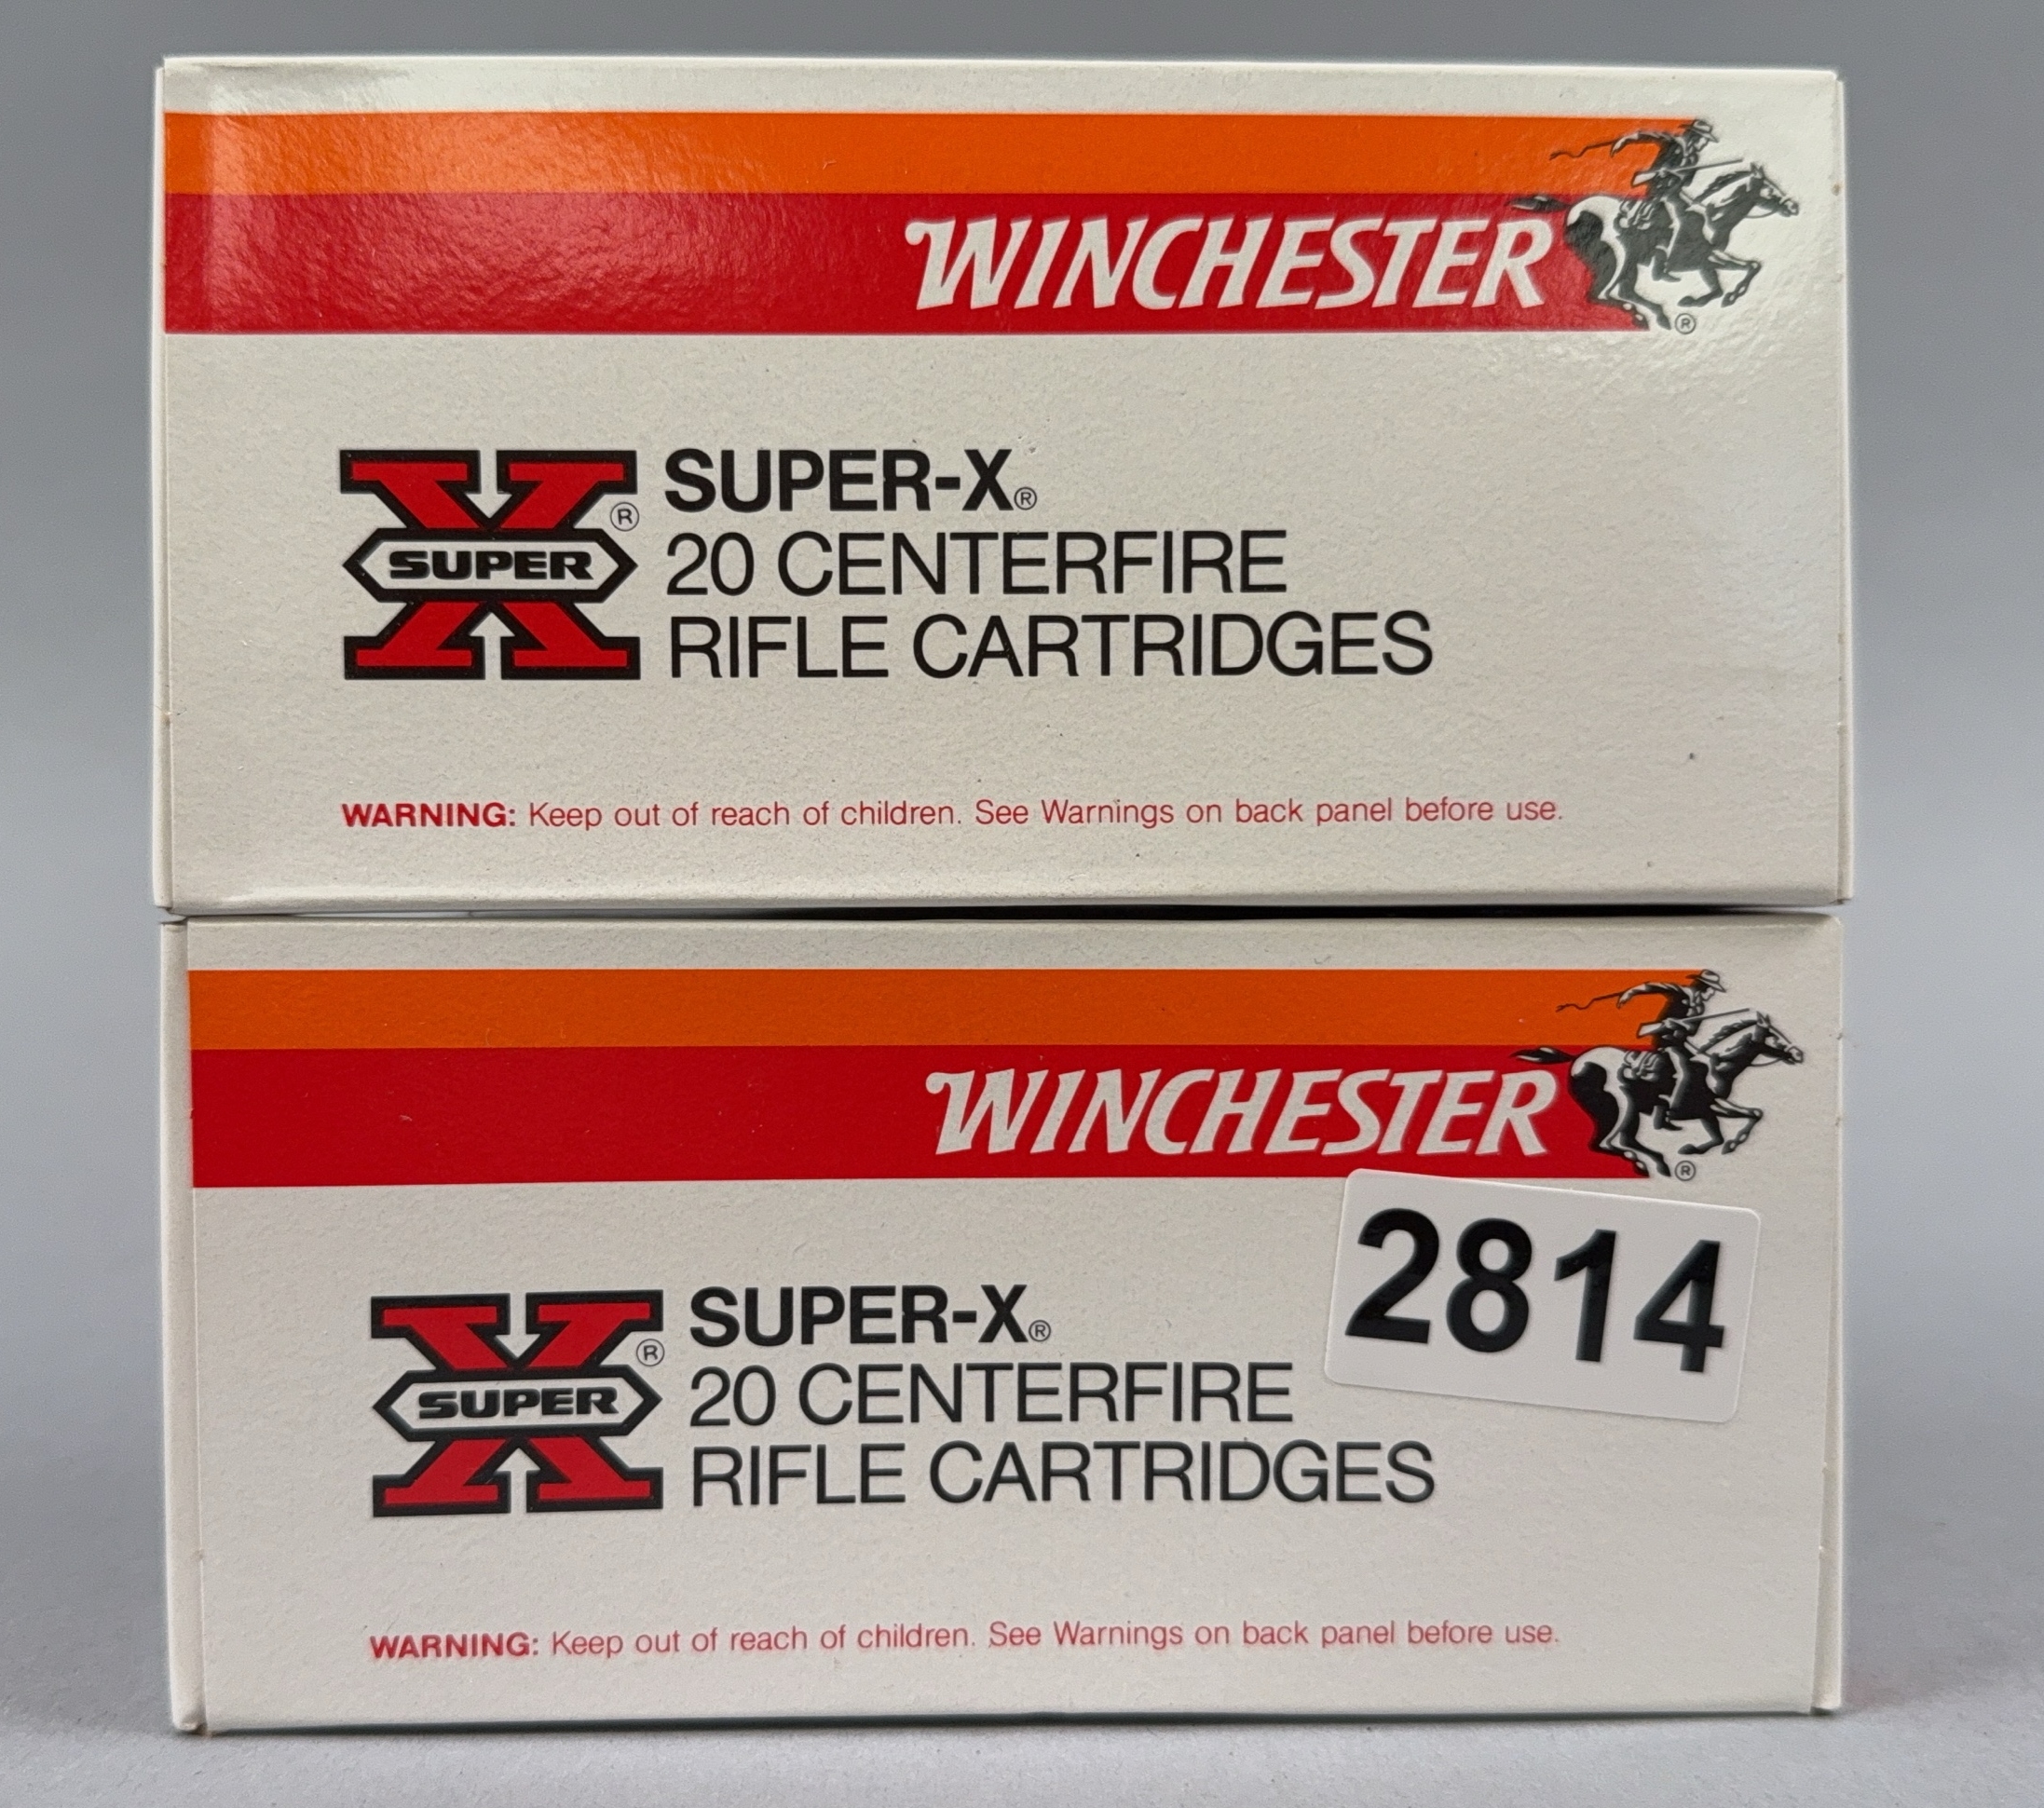 WINCHESTER
®
SUPER-X®
X SUPER ®
20 CENTERFIRE
RIFLE CARTRIDGES
WARNING: Keep out of reach of children. See Warnings on back panel before use.
WINCHESTER
®
2814
SUPER-X®
X SUPER ®
20 CENTERFIRE
RIFLE CARTRIDGES
WARNING: Keep out of reach of children. See Warnings on back panel before use.